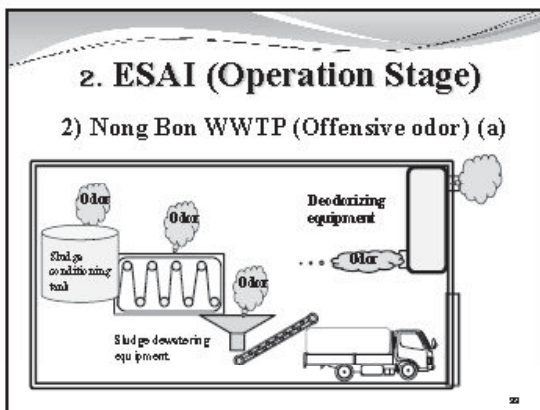 2. ESAI (Operation Stage)
2) Nong Bon WWTP (Offensive odor) (a)
Odor
Odor
Odor
Deodorizing
equipment
Odor
Sludge
conditioning
tank
Sludge dewatering
equipment